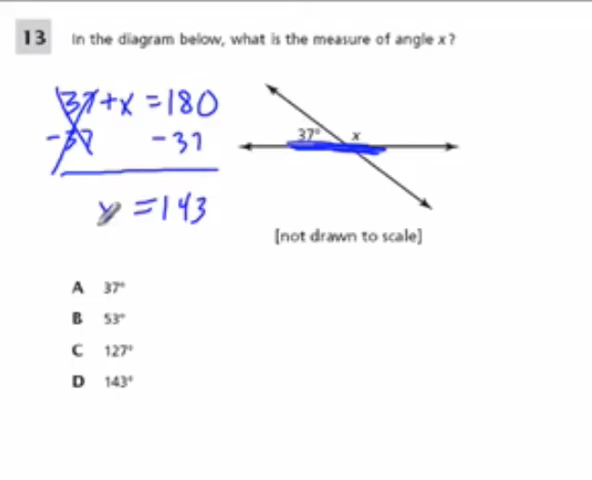 13 In the diagram below, what is the measure of angle x?
37+x=180
-37 -37
x =143
37° x
[not drawn to scale]
A 37°
B 53°
C 127°
D 143°